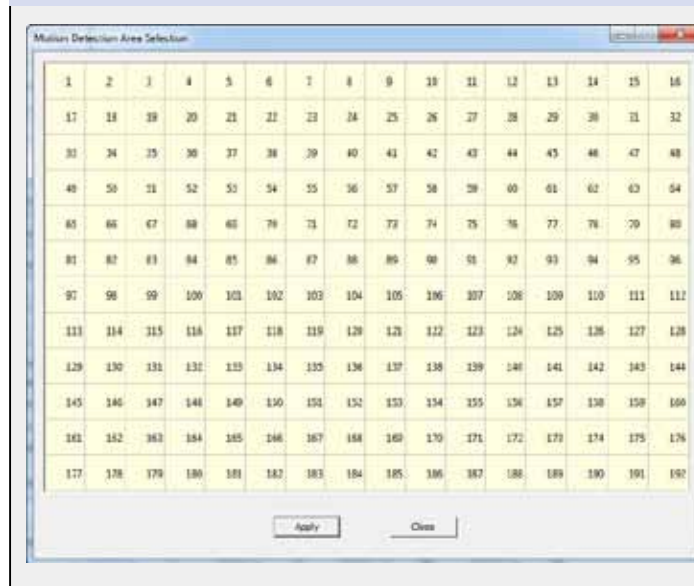 Motion Detection Area Selection
1 2 3 4 5 6 7 8 9 10 11 12 13 14 15 16
17 18 19 20 21 22 23 24 25 26 27 28 29 30 31 32
33 34 35 36 37 38 39 40 41 42 43 44 45 46 47 48
49 50 51 52 53 54 55 56 57 58 59 60 61 62 63 64
65 66 67 68 69 70 71 72 73 74 75 76 77 78 79 80
81 82 83 84 85 86 87 88 89 90 91 92 93 94 95 96
97 98 99 100 101 102 103 104 105 106 107 108 109 110 111 112
113 114 115 116 117 118 119 120 121 122 123 124 125 126 127 128
129 130 131 132 133 134 135 136 137 138 139 140 141 142 143 144
145 146 147 148 149 150 151 152 153 154 155 156 157 158 159 160
161 162 163 164 165 166 167 168 169 170 171 172 173 174 175 176
177 178 179 180 181 182 183 184 185 186 187 188 189 190 191 192
Apply Close